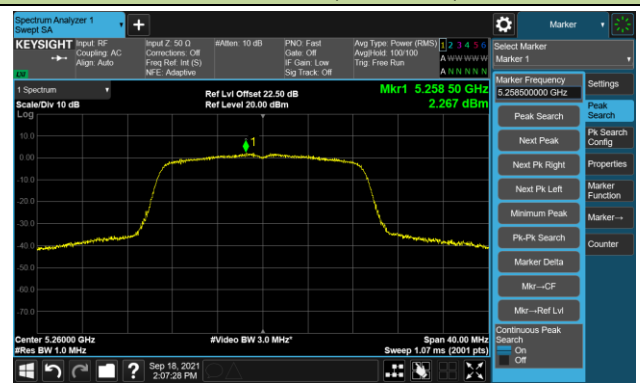 Spectrum Analyzer 1
Swept SA
Marker
KEYSIGHT
Input: RF
Coupling: AC
Align: Auto
Input Z: 50 Ω
Corrections: Off
Freq Ref: Int (S)
NFE: Adaptive
#Atten: 10 dB
PNO: Fast
Gate: Off
IF Gain: Low
Sig Track: Off
Avg Type: Power (RMS)
Avg|Hold: 100/100
Trig: Free Run
1 2 3 4 5 6
A W W W W W
A N N N N N
LXI
Select Marker
Marker 1
1 Spectrum
Scale/Div 10 dB
Log
Ref Lvl Offset 22.50 dB
Ref Level 20.00 dBm
Mkr1 5.258 50 GHz
2.267 dBm
1
10.0
0.00
-10.0
-20.0
-30.0
-40.0
-50.0
-60.0
-70.0
Center 5.26000 GHz
#Res BW 1.0 MHz
#Video BW 3.0 MHz*
Span 40.00 MHz
Sweep 1.07 ms (2001 pts)
Marker Frequency
5.258500000 GHz
Peak Search
Next Peak
Next Pk Right
Next Pk Left
Minimum Peak
Pk-Pk Search
Marker Delta
Mkr→CF
Mkr→Ref Lvl
Continuous Peak
Search
On
Off
Settings
Peak
Search
Pk Search
Config
Properties
Marker
Function
Marker→
Counter
?
Sep 18, 2021
2:07:28 PM